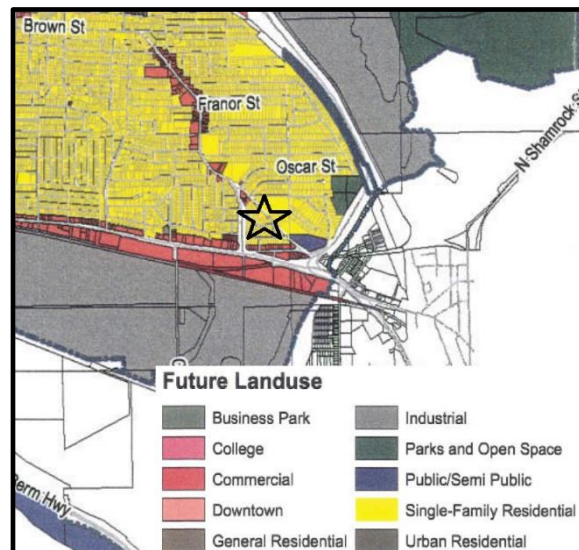 Brown St
Franor St
Oscar St
N Shamrock St
Future Landuse
Business Park
College
Commercial
Downtown
General Residential
Industrial
Parks and Open Space
Public/Semi Public
Single-Family Residential
Urban Residential
Berm Hwy